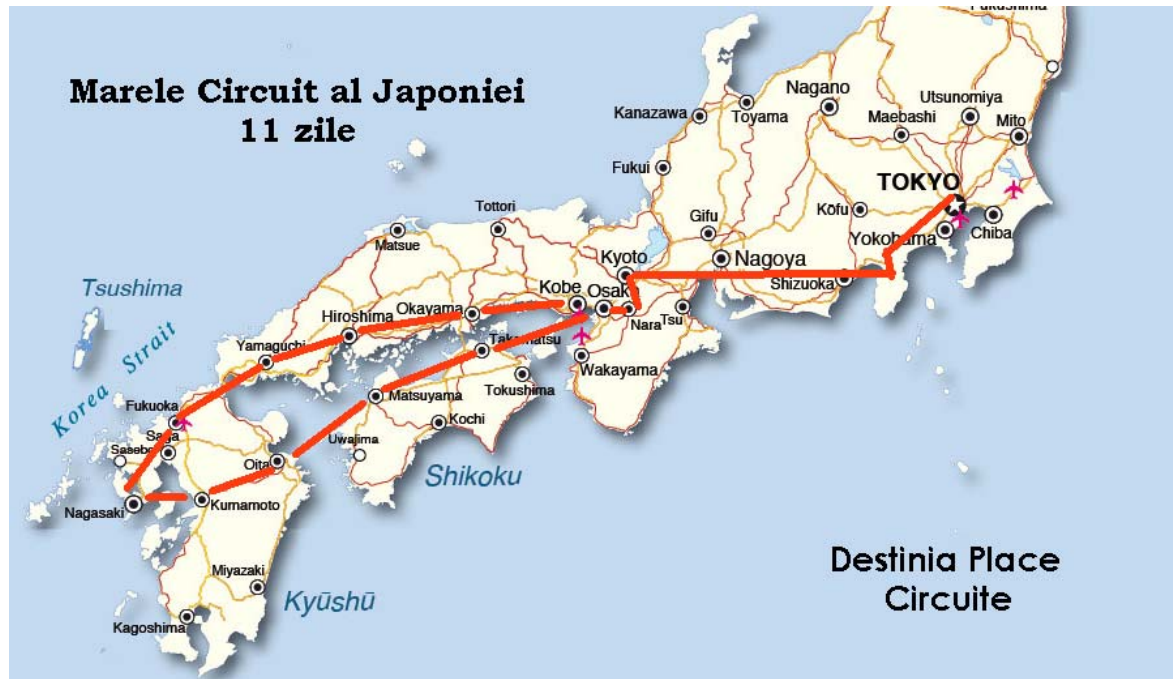 Fukushima
Marele Circuit al Japoniei
11 zile
Nagano
Utsunomiya
Kanazawa
Toyama
Maebashi
Mito
Fukui
TOKYO
Tottori
Gifu
Kōfu
Matsue
Yokohama
Chiba
Kyoto
Nagoya
Tsushima
Kobe
Osaka
Shizuoka
Okayama
Nara
Tsu
Hiroshima
Korea Strait
Yamaguchi
Takamatsu
Wakayama
Tokushima
Matsuyama
Fukuoka
Kochi
Saga
Uwajima
Sasebo
Oita
Shikoku
Nagasaki
Kumamoto
Destinia Place
Circuite
Miyazaki
Kyūshū
Kagoshima